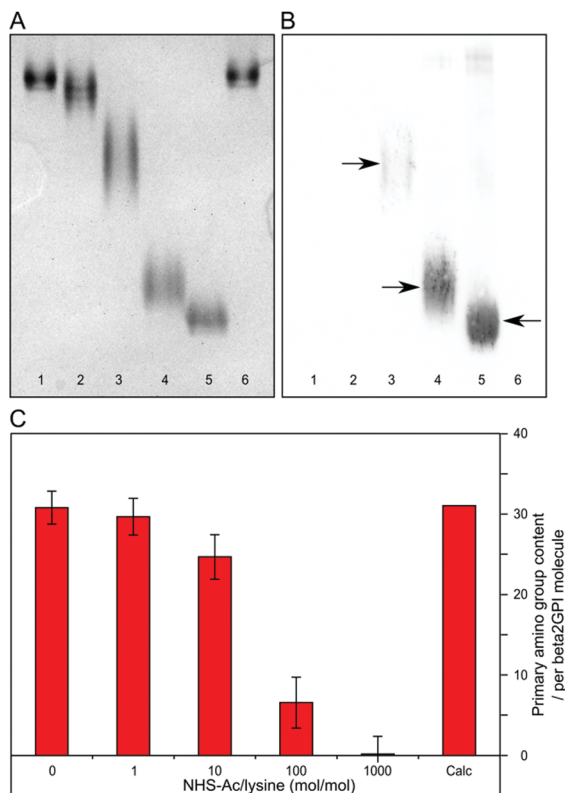 A
B
1 2 3 4 5 6
1 2 3 4 5 6
C
40
30
20
10
0
Primary amino group content
/ per beta2GPI molecule
0 1 10 100 1000 Calc
NHS-Ac/lysine (mol/mol)